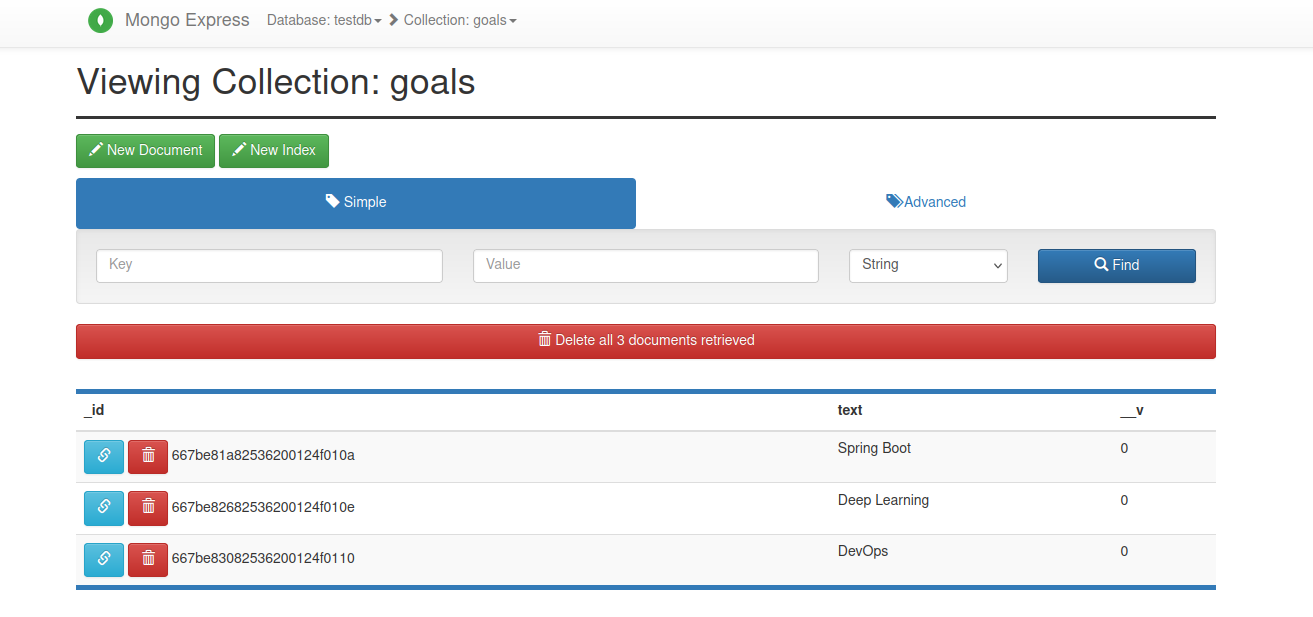 Mongo Express Database: testdb Collection: goals
Viewing Collection: goals
New Document New Index
Simple Advanced
Key Value String Find
Delete all 3 documents retrieved
_id text __v
667be81a82536200124f010a Spring Boot 0
667be82682536200124f010e Deep Learning 0
667be83082536200124f0110 DevOps 0